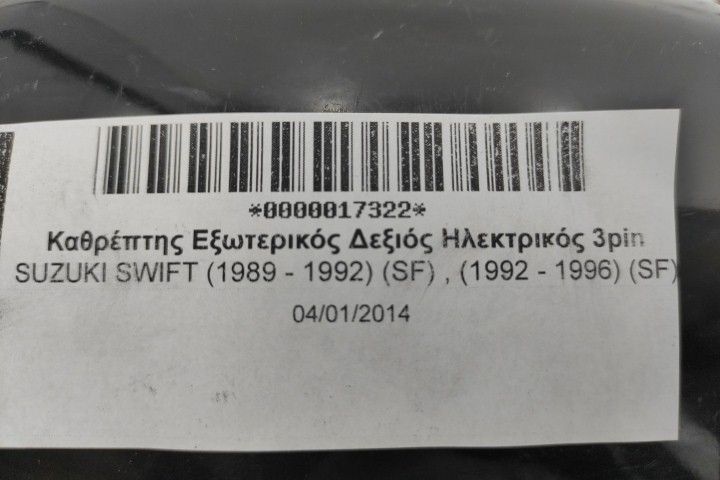 *0000017322*
Καθρέπτης Εξωτερικός Δεξιός Ηλεκτρικός 3pin
SUZUKI SWIFT (1989 - 1992) (SF) , (1992 - 1996) (SF)
04/01/2014